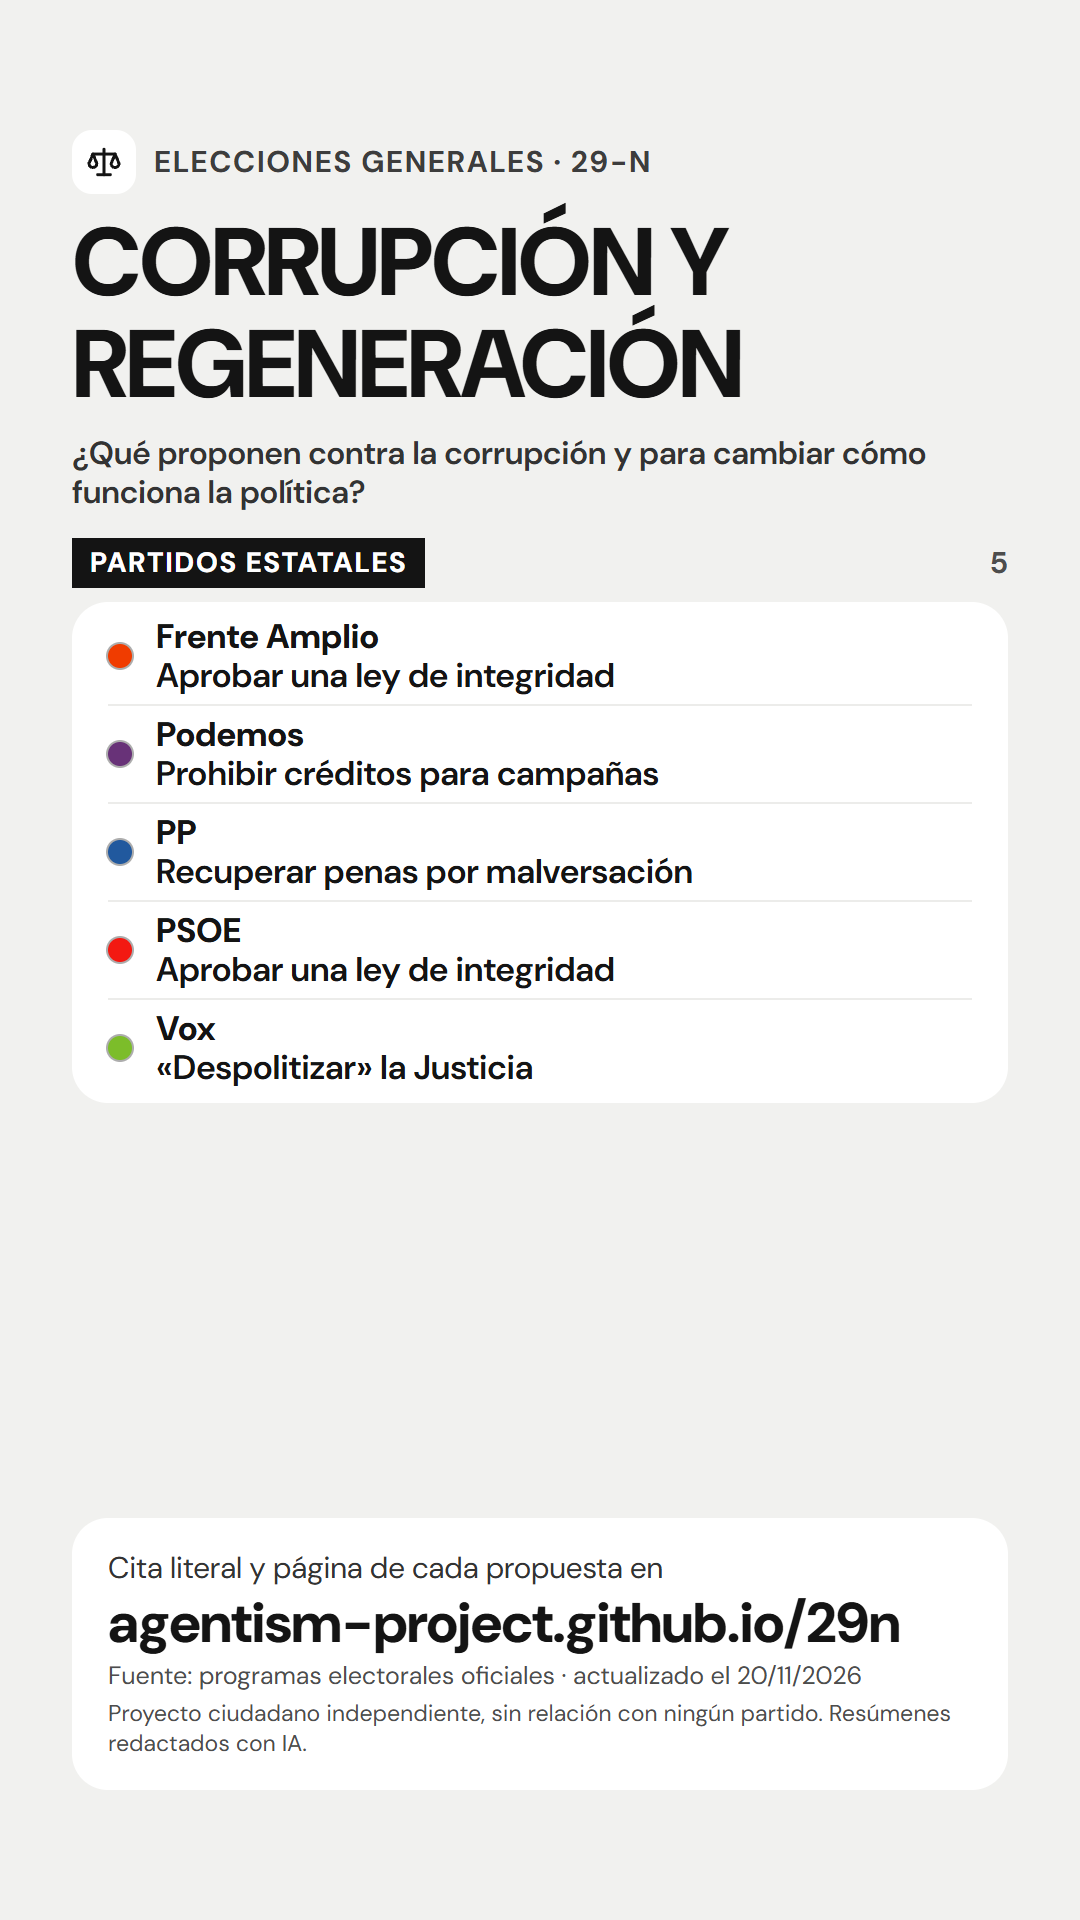 ELECCIONES GENERALES · 29-N
CORRUPCIÓN Y
REGENERACIÓN
¿Qué proponen contra la corrupción y para cambiar cómo
funciona la política?
PARTIDOS ESTATALES
5
Frente Amplio
Aprobar una ley de integridad
Podemos
Prohibir créditos para campañas
PP
Recuperar penas por malversación
PSOE
Aprobar una ley de integridad
Vox
«Despolitizar» la Justicia
Cita literal y página de cada propuesta en
agentism-project.github.io/29n
Fuente: programas electorales oficiales · actualizado el 20/11/2026
Proyecto ciudadano independiente, sin relación con ningún partido. Resúmenes
redactados con IA.